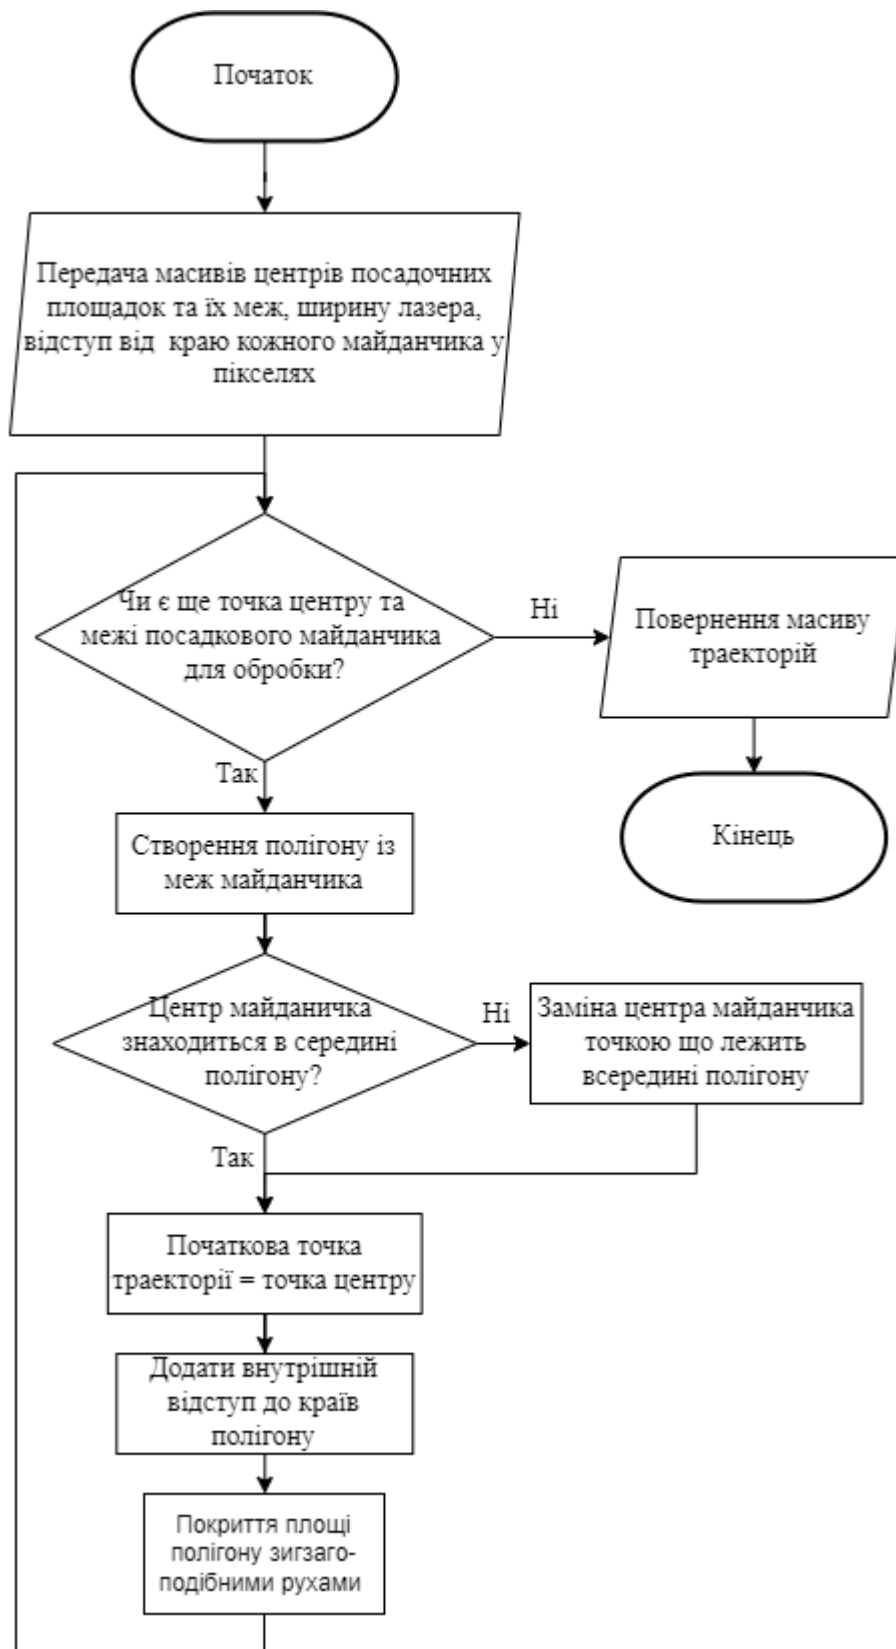 Початок
Передача масивів центрів посадочних
площадок та їх меж, ширину лазера,
відступ від краю кожного майданчика у
пікселях
Чи є ще точка центру та
межі посадкового майданчика
для обробки?
Ні
Повернення масиву
траекторій
Кінець
Так
Створення полігону із
меж майданчика
Центр майданичка
знаходиться в середині
полігону?
Ні
Заміна центра майданчика
точкою що лежить
всередині полігону
Так
Початкова точка
траекторії = точка центру
Додати внутрішній
відступ до країв
полігону
Покриття площі
полігону зигзаго-
подібними рухами